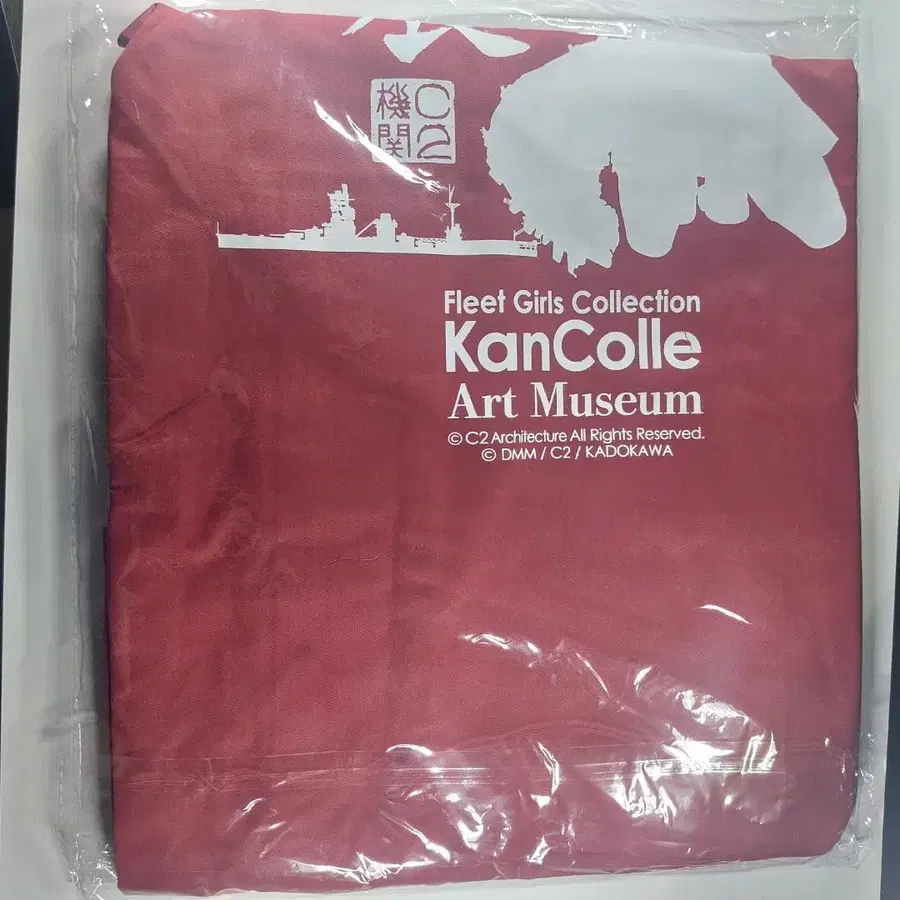 C2
機関
Fleet Girls Collection
KanColle
Art Museum
© C2 Architecture All Rights Reserved.
© DMM / C2 / KADOKAWA